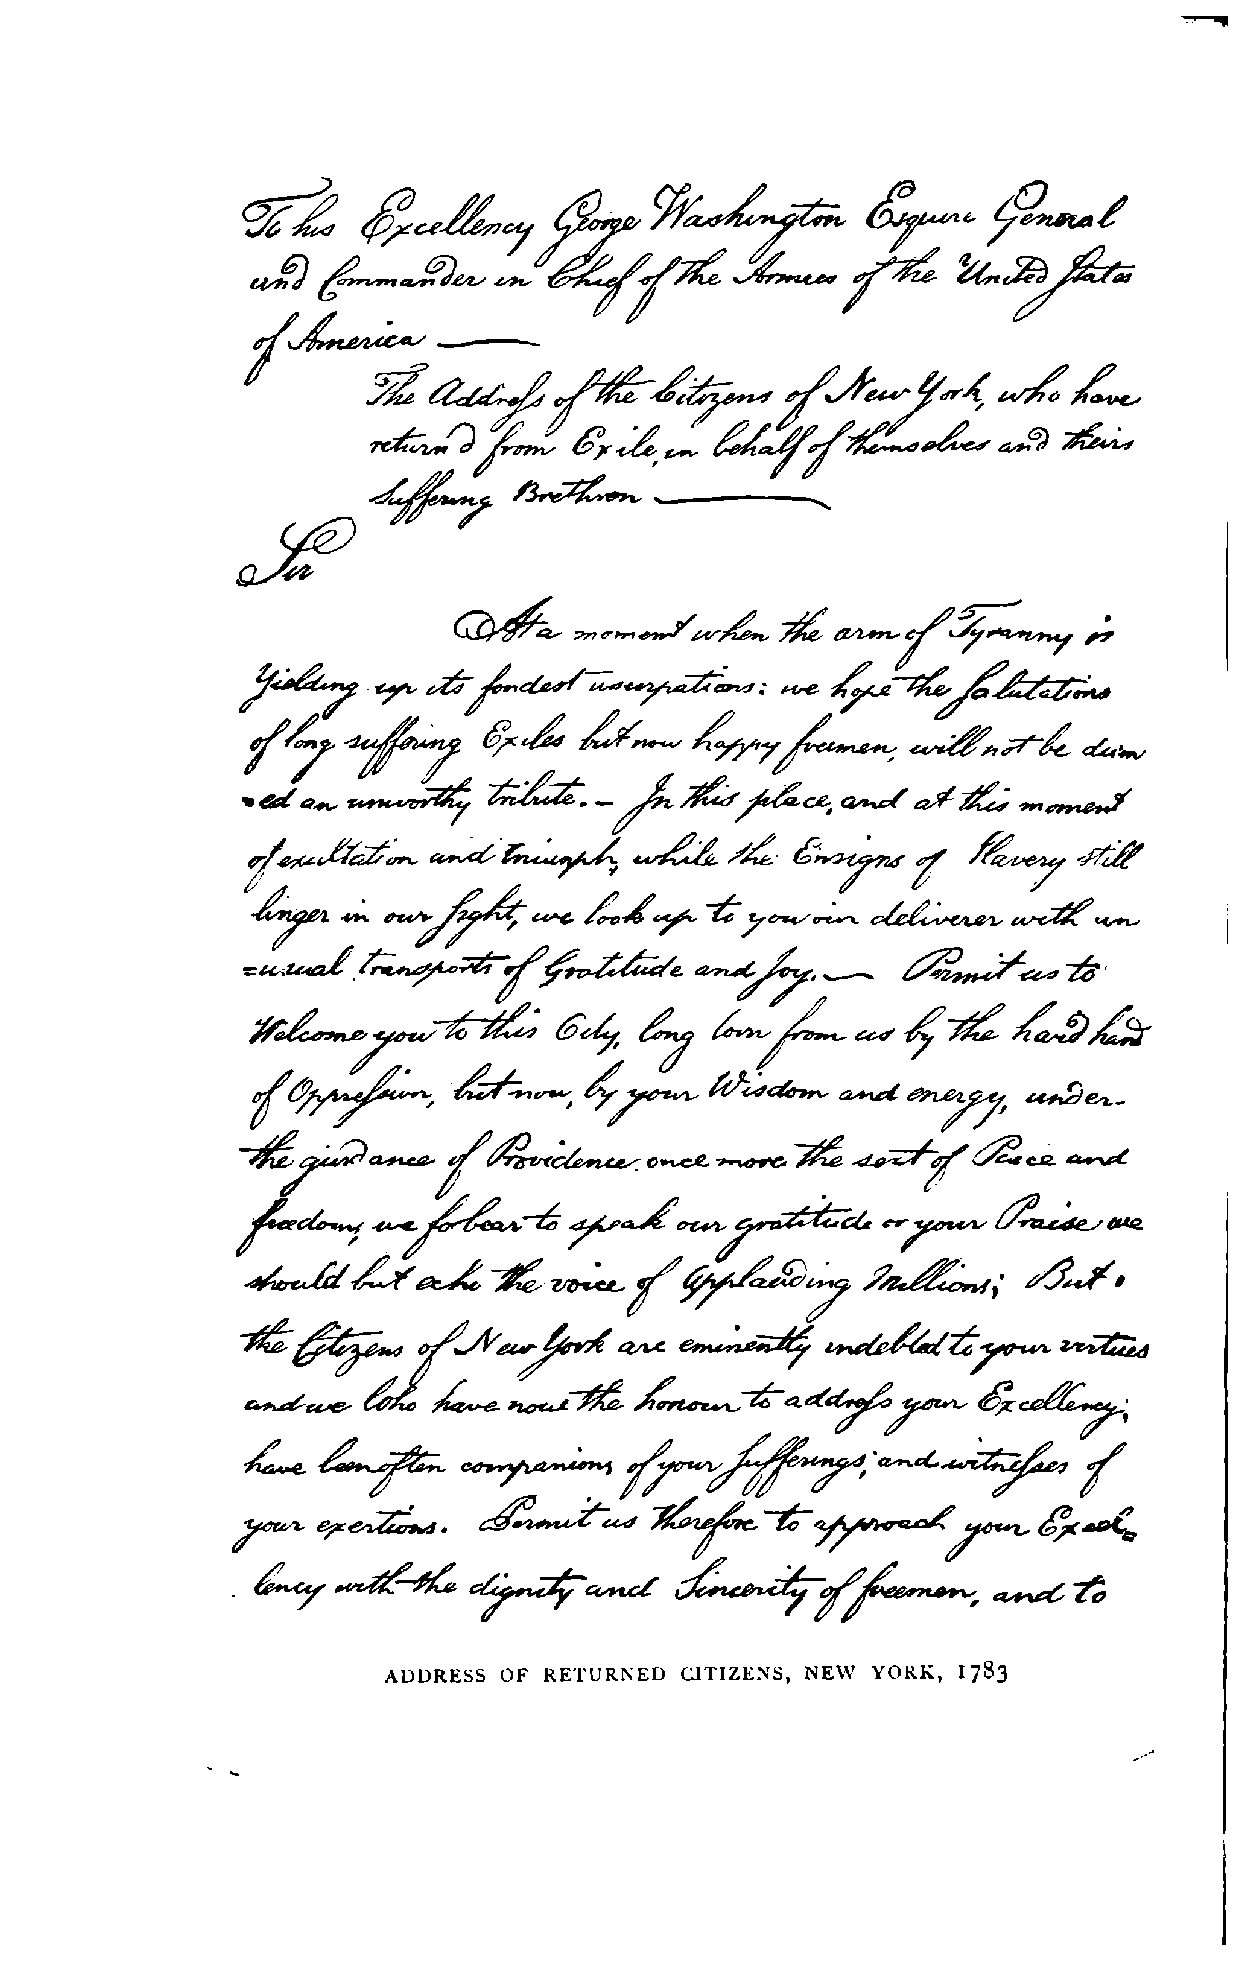 To his Excellency George Washington Esquire General
and Commander in Chief of the Armies of the United States
of America —
The Address of the Citizens of New York, who have
return'd from Exile, in behalf of themselves and their
suffering Brethren —
Sir
At a moment when the arm of Tyranny is
Yielding up its fondest usurpations: we hope the Salutations
of long suffering Exiles but now happy freemen, will not be deem
=ed an unworthy tribute. — In this place, and at this moment
of exultation and triumph, while the Ensigns of Slavery still
linger in our Sight, we look up to you our deliverer with un
=usual transports of Gratitude and Joy. — Permit us to
Welcome you to this City, long torn from us by the hard hand
of Oppression, but now, by your Wisdom and energy, under
the guidance of Providence, once more the seat of Peace and
freedom; we forbear to speak our gratitude or your Praise we
should but echo the voice of applauding Millions; But
the Citizens of New York are eminently indebted to your virtues
and we who have now the honour to address your Excellency,
have been often companions of your Sufferings, and witnesses of
your exertions. Permit us therefore to approach your Excel=
lency with the dignity and Sincerity of freemen, and to
ADDRESS OF RETURNED CITIZENS, NEW YORK, 1783